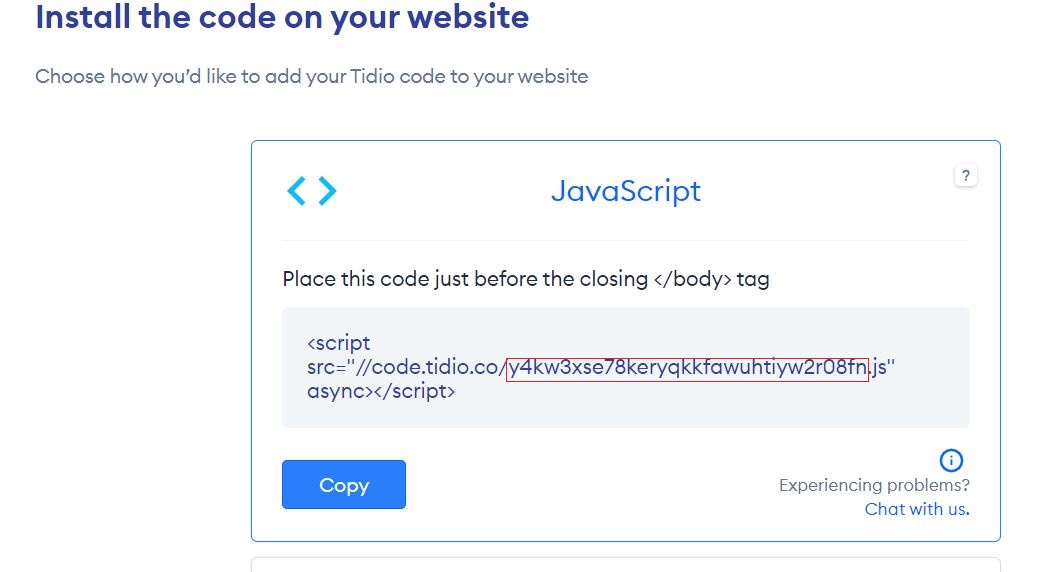 Install the code on your website
Choose how you’d like to add your Tidio code to your website
JavaScript
?
Place this code just before the closing </body> tag
<script
src="//code.tidio.co/y4kw3xse78keryqkkfawuhtiyw2r08fn.js"
async></script>
Copy
Experiencing problems?
Chat with us.